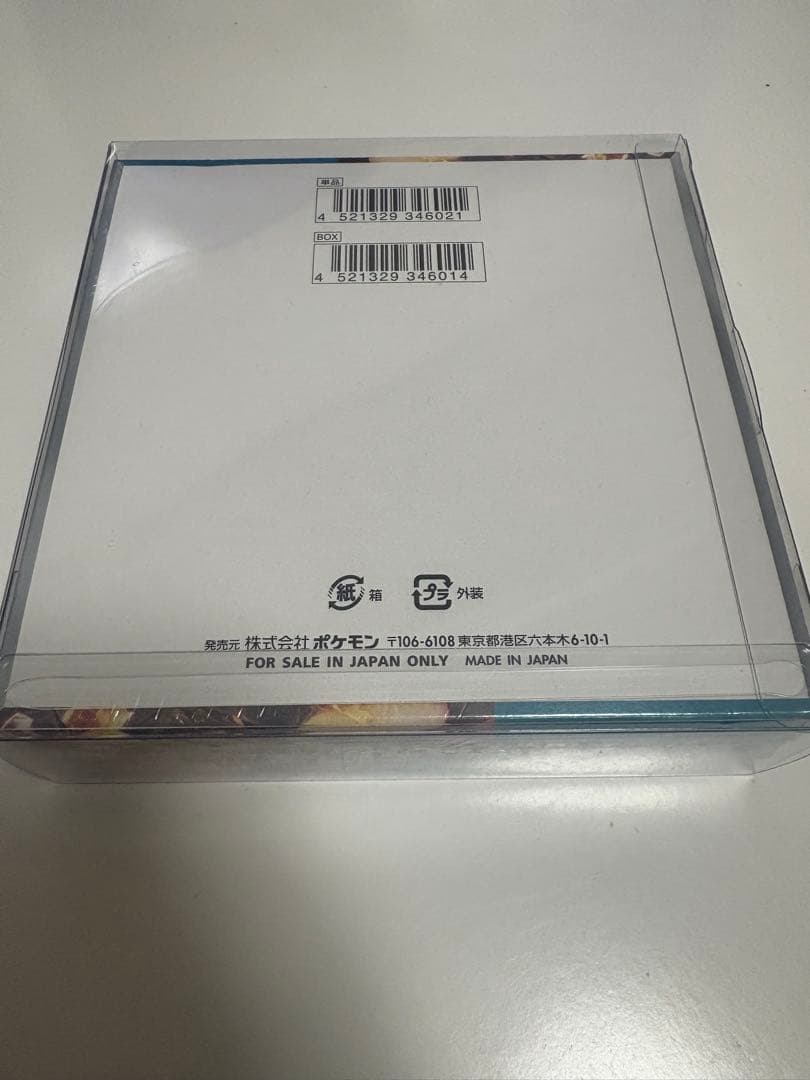 単品
4 521329 346021
BOX
4 521329 346014
紙 箱 プラ 外装
発売元 株式会社 ポケモン 〒106-6108 東京都港区六本木6-10-1
FOR SALE IN JAPAN ONLY MADE IN JAPAN